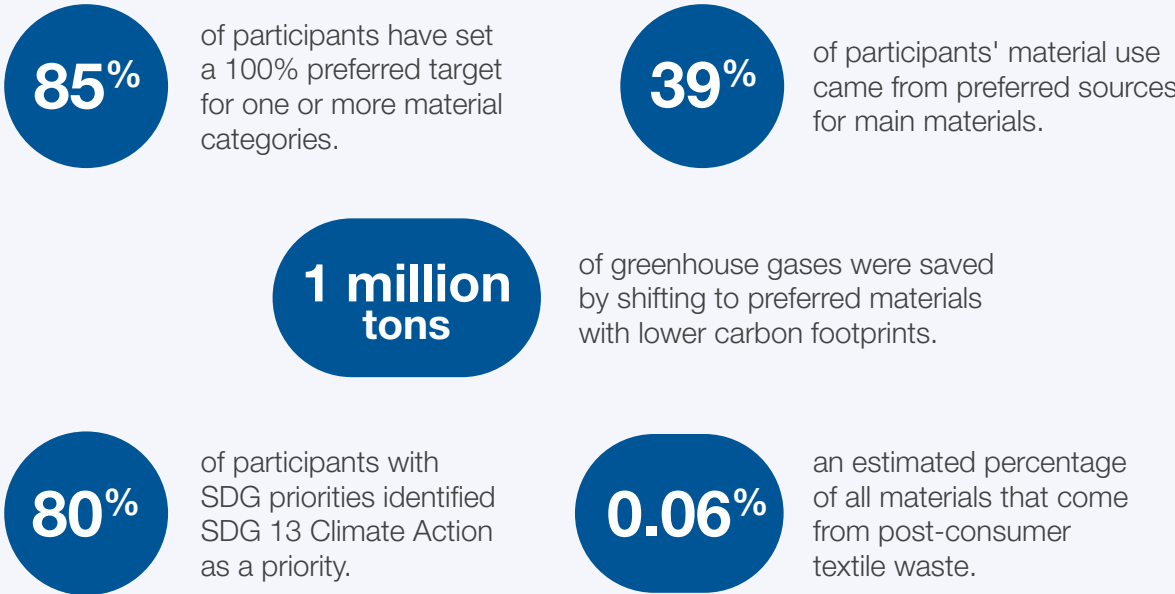 85%
of participants have set
a 100% preferred target
for one or more material
categories.
39%
of participants' material use
came from preferred sources
for main materials.
1 million
tons
of greenhouse gases were saved
by shifting to preferred materials
with lower carbon footprints.
80%
of participants with
SDG priorities identified
SDG 13 Climate Action
as a priority.
0.06%
an estimated percentage
of all materials that come
from post-consumer
textile waste.